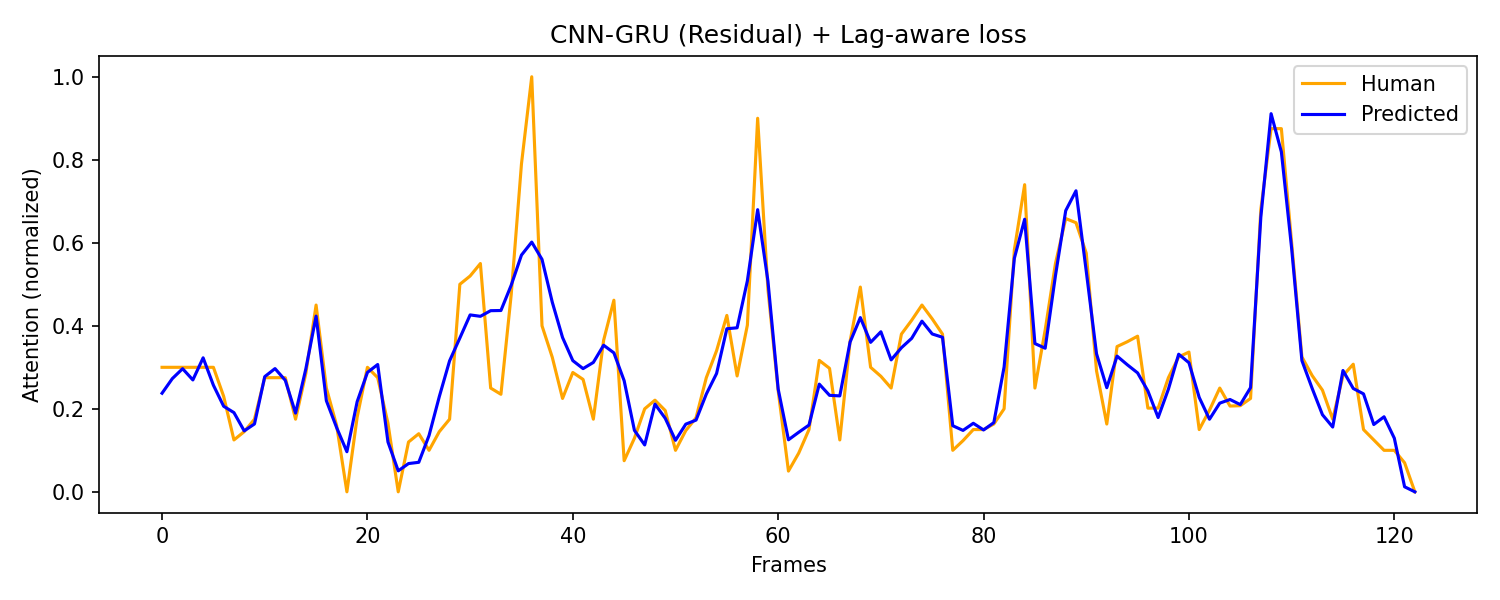 CNN-GRU (Residual) + Lag-aware loss
Human
Predicted
Attention (normalized)
1.0
0.8
0.6
0.4
0.2
0.0
0 20 40 60 80 100 120
Frames